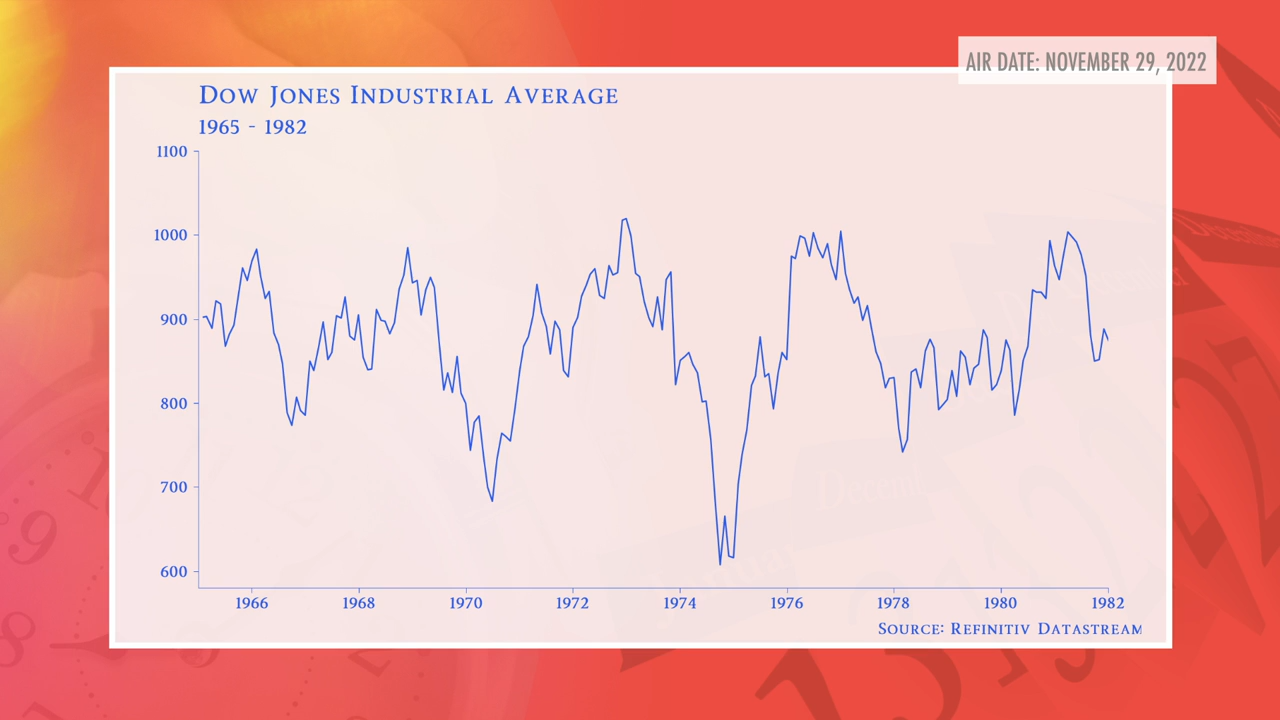 AIR DATE: NOVEMBER 29, 2022
DOW JONES INDUSTRIAL AVERAGE
1965 - 1982
1100
1000
900
800
700
600
1966 1968 1970 1972 1974 1976 1978 1980 1982
SOURCE: REFINITIV DATASTREAM